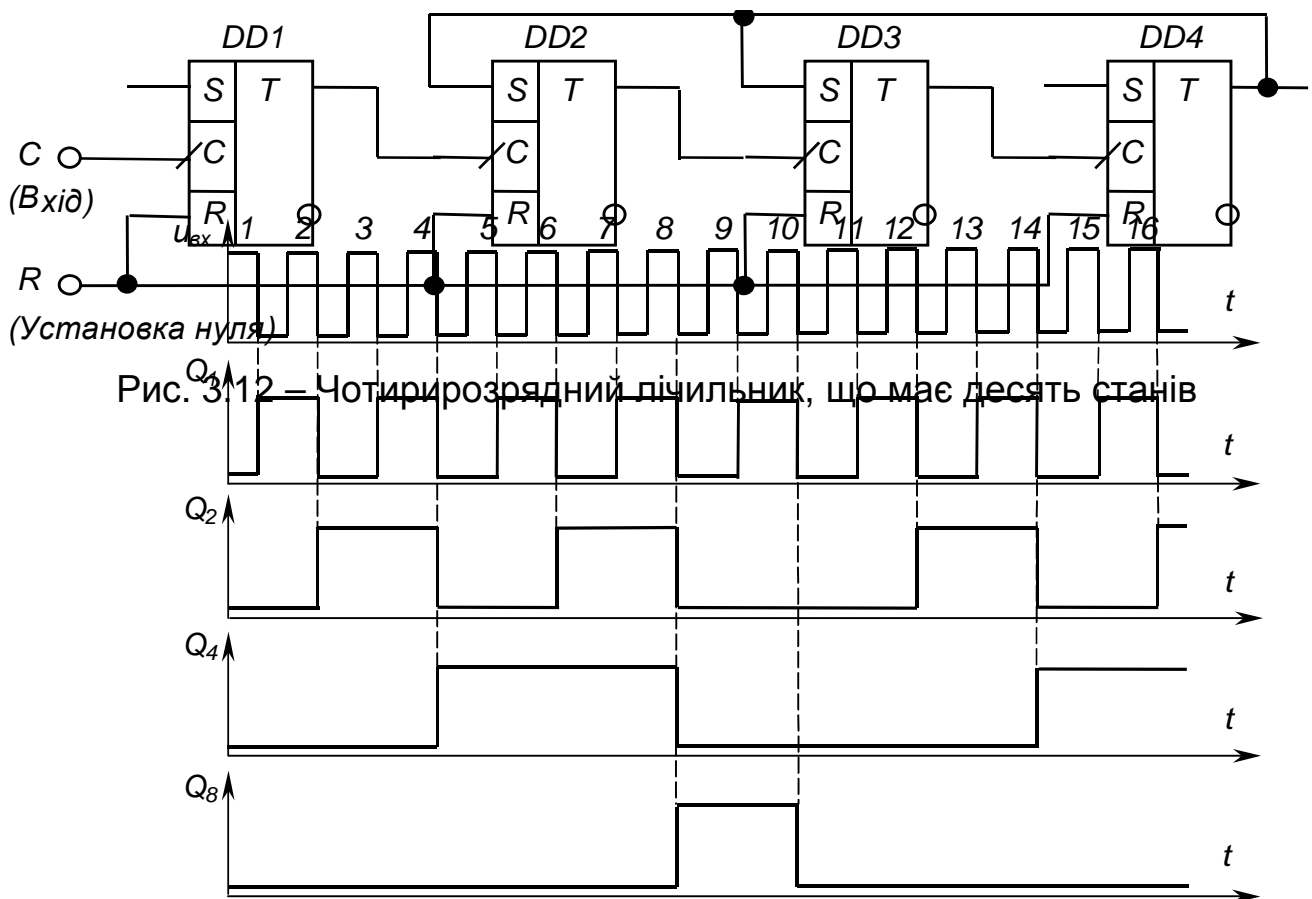 DD1 DD2 DD3 DD4
S T S T S T S T
C C C C C
(Вхід)
R R R R
u_вх 1 2 3 4 5 6 7 8 9 10 11 12 13 14 15 16
R t
(Установка нуля)
Q1
Рис. 3.12 – Чотирирозрядний лічильник, що має десять станів
t
Q2
t
Q4
t
Q8
t